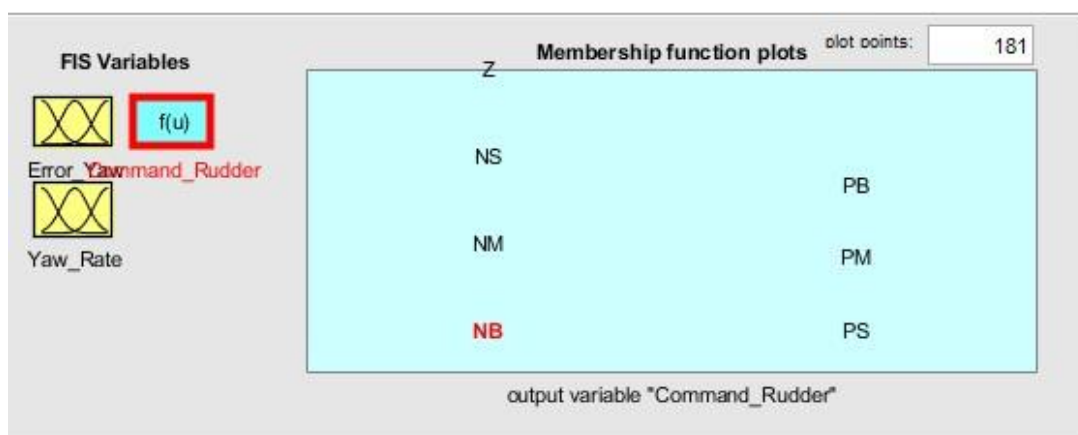 FIS Variables
Membership function plots
plot points:
181
f(u)
Error_Yaw
Command_Rudder
Yaw_Rate
Z
NS
NM
NB
PB
PM
PS
output variable "Command_Rudder"